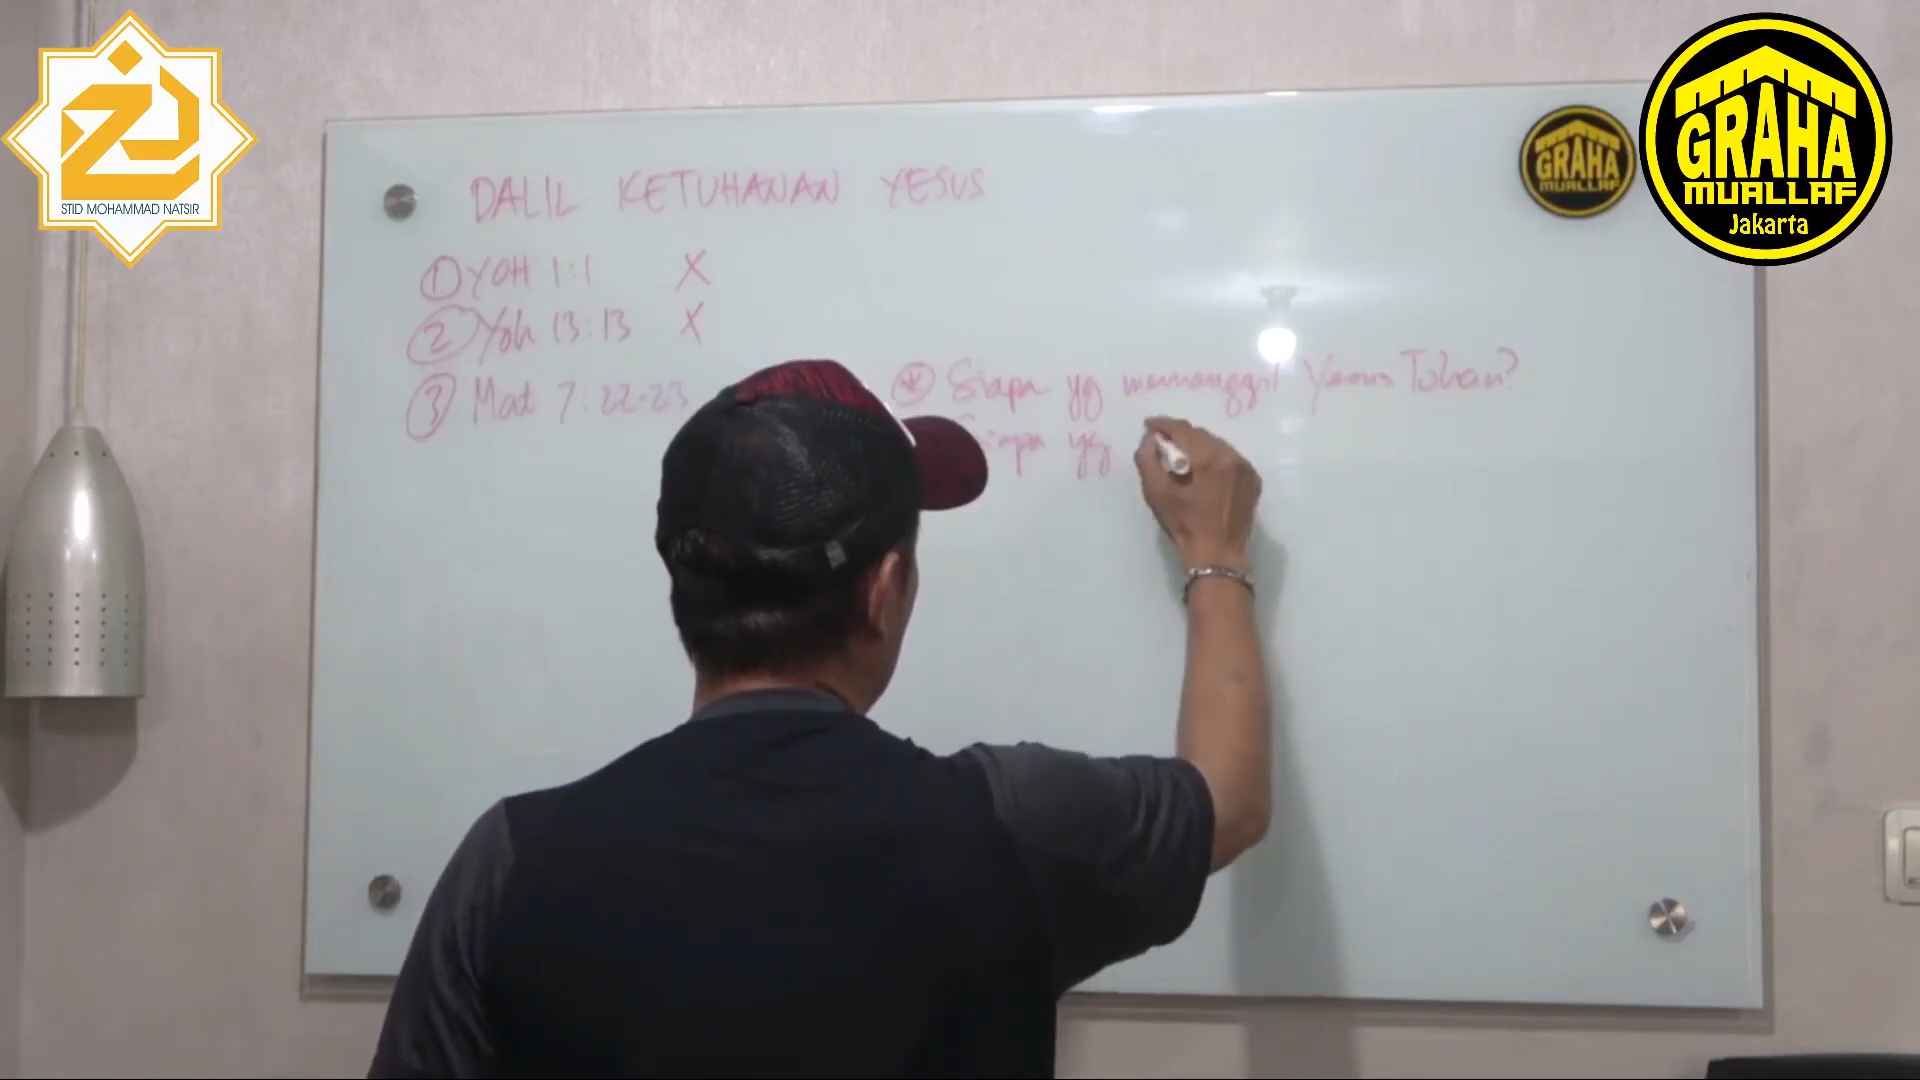 STID MOHAMMAD NATSIR
GRAHA
MUALLAF
Jakarta
GRAHA
MUALLAF
DALIL KETUHANAN YESUS
① YOH 1:1 X
② Yoh 13:13 X
③ Mat 7:22-23
Siapa yg memanggil Yesus Tuhan?
Siapa yg